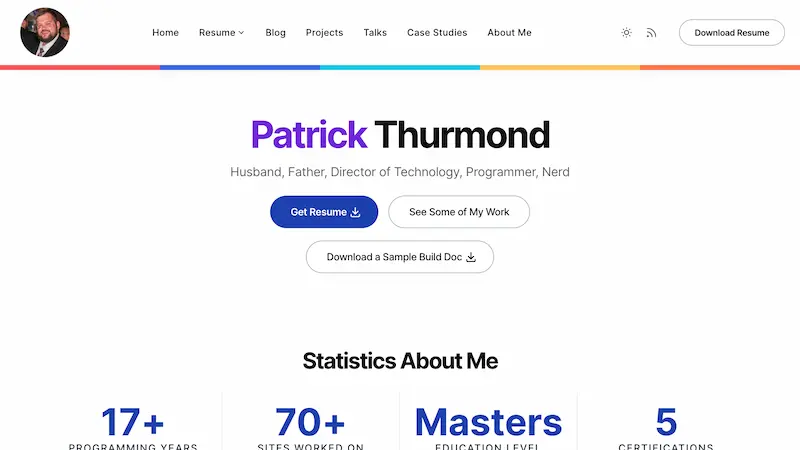 Home Resume Blog Projects Talks Case Studies About Me Download Resume
Patrick Thurmond
Husband, Father, Director of Technology, Programmer, Nerd
Get Resume See Some of My Work
Download a Sample Build Doc
Statistics About Me
17+ 70+ Masters 5
PROGRAMMING YEARS SITES WORKED ON EDUCATION LEVEL CERTIFICATIONS